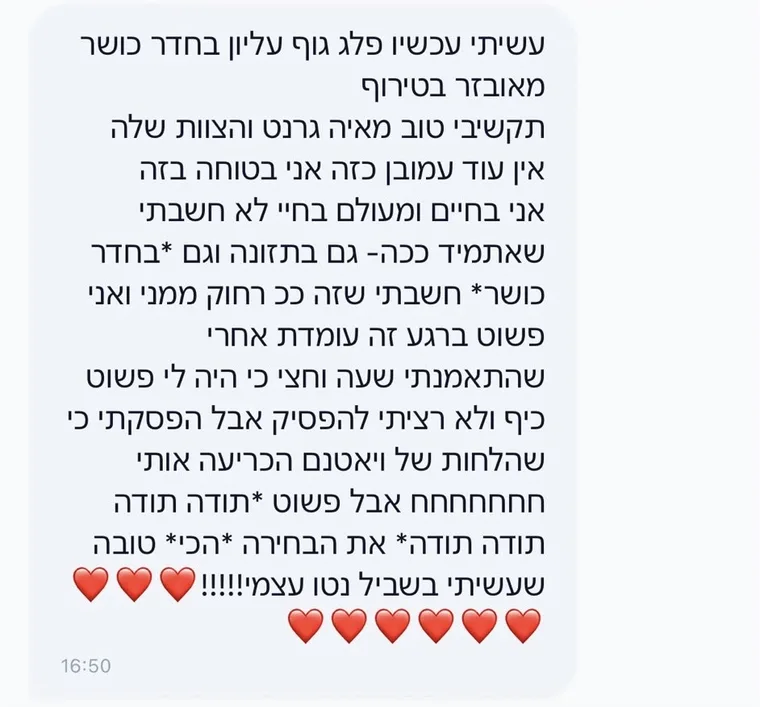 עשיתי עכשיו פלג גוף עליון בחדר כושר
מאובזר בטירוף
תקשיבי טוב מאיה גרנט והצוות שלה
אין עוד עמובן כזה אני בטוחה בזה
אני בחיים ומעולם בחיי לא חשבתי
שאתמיד ככה- גם בתזונה וגם *בחדר
כושר* חשבתי שזה ככ רחוק ממני ואני
פשוט ברגע זה עומדת אחרי
שהתאמנתי שעה וחצי כי היה לי פשוט
כיף ולא רציתי להפסיק אבל הפסקתי כי
שהלחות של ויאטנם הכריעה אותי
חחחחחחח אבל פשוט *תודה תודה
תודה תודה* את הבחירה *הכי* טובה
שעשיתי בשביל נטו עצמי!!!!!❤️❤️❤️
❤️❤️❤️❤️❤️❤️
16:50